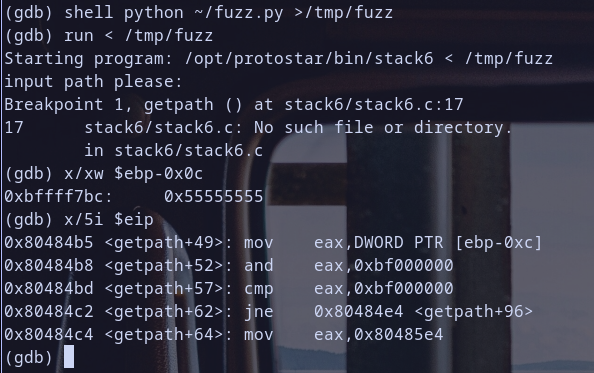 (gdb) shell python ~/fuzz.py >/tmp/fuzz
(gdb) run < /tmp/fuzz
Starting program: /opt/protostar/bin/stack6 < /tmp/fuzz
input path please:
Breakpoint 1, getpath () at stack6/stack6.c:17
17      stack6/stack6.c: No such file or directory.
        in stack6/stack6.c
(gdb) x/xw $ebp-0x0c
0xbffff7bc:     0x55555555
(gdb) x/5i $eip
0x80484b5 <getpath+49>: mov    eax,DWORD PTR [ebp-0xc]
0x80484b8 <getpath+52>: and    eax,0xbf000000
0x80484bd <getpath+57>: cmp    eax,0xbf000000
0x80484c2 <getpath+62>: jne    0x80484e4 <getpath+96>
0x80484c4 <getpath+64>: mov    eax,0x80485e4
(gdb)